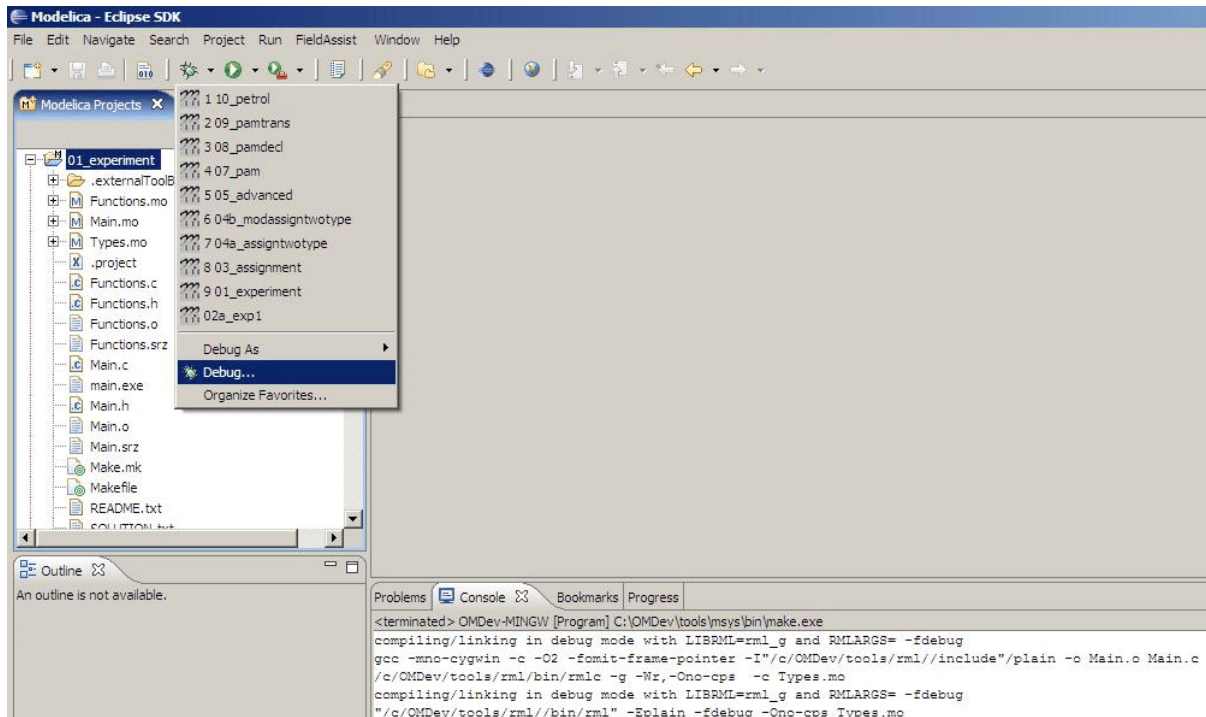 Modelica - Eclipse SDK
File Edit Navigate Search Project Run FieldAssist Window Help
010
Modelica Projects
1 10_petrol
2 09_pamtrans
3 08_pamdecl
4 07_pam
5 05_advanced
6 04b_modassigntwotype
7 04a_assigntwotype
8 03_assignment
9 01_experiment
02a_exp1
Debug As
Debug...
Organize Favorites...
01_experiment
.externalToolB
Functions.mo
Main.mo
Types.mo
.project
Functions.c
Functions.h
Functions.o
Functions.srz
Main.c
main.exe
Main.h
Main.o
Main.srz
Make.mk
Makefile
README.txt
SOLUTION.txt
Outline
An outline is not available.
Problems Console Bookmarks Progress
<terminated> OMDev-MINGW [Program] C:\OMDev\tools\msys\bin\make.exe
compiling/linking in debug mode with LIBRML=rml_g and RMLARGS= -fdebug
gcc -mno-cygwin -c -O2 -fomit-frame-pointer -I"/c/OMDev/tools/rml//include"/plain -o Main.o Main.c
/c/OMDev/tools/rml/bin/rmlc -g -Wr,-Ono-cps -c Types.mo
compiling/linking in debug mode with LIBRML=rml_g and RMLARGS= -fdebug
"/c/OMDev/tools/rml//bin/rml" -Eplain -fdebug -Ono-cps Types.mo